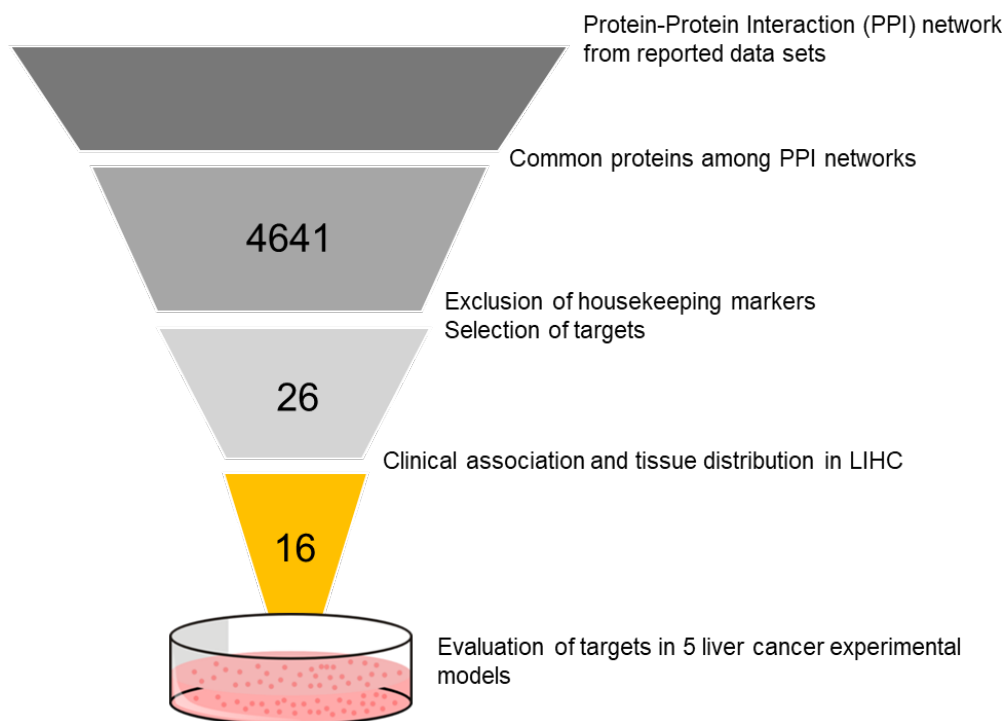 Protein-Protein Interaction (PPI) network
from reported data sets
Common proteins among PPI networks
4641
Exclusion of housekeeping markers
Selection of targets
26
Clinical association and tissue distribution in LIHC
16
Evaluation of targets in 5 liver cancer experimental
models